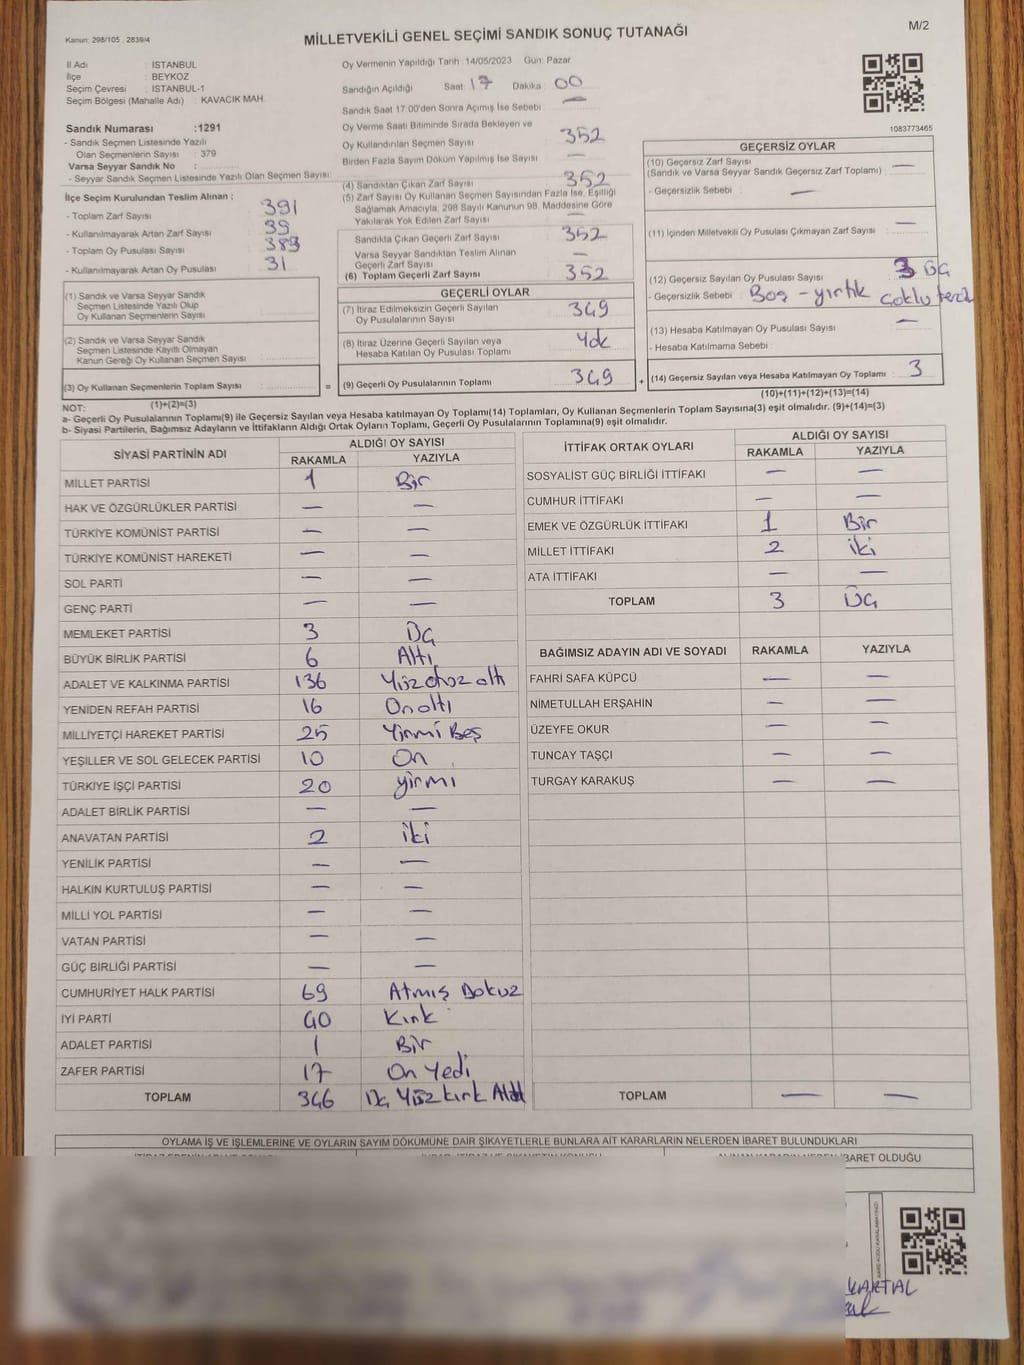 M/2
Kanun: 298/105 , 2839/4
MİLLETVEKİLİ GENEL SEÇİMİ SANDIK SONUÇ TUTANAĞI
İl Adı : İSTANBUL
İlçe : BEYKOZ
Seçim Çevresi : İSTANBUL-1
Seçim Bölgesi (Mahalle Adı) : KAVACIK MAH.
Sandık Numarası :1291
- Sandık Seçmen Listesinde Yazılı
Olan Seçmenlerin Sayısı : 379
Varsa Seyyar Sandık No :
- Seyyar Sandık Seçmen Listesinde Yazılı Olan Seçmen Sayısı:
Oy Vermenin Yapıldığı Tarih :14/05/2023 Gün: Pazar
Sandığın Açıldığı Saat 17 Dakika 00
Sandık Saat 17:00'den Sonra Açılmış İse Sebebi : —
Oy Verme Saati Bitiminde Sırada Bekleyen ve
Oy Kullandırılan Seçmen Sayısı 352
Birden Fazla Sayım Döküm Yapılmış İse Sayısı —
1083773465
İlçe Seçim Kurulundan Teslim Alınan :
- Toplam Zarf Sayısı 391
- Kullanılmayarak Artan Zarf Sayısı 39
- Toplam Oy Pusulası Sayısı 383
- Kullanılmayarak Artan Oy Pusulası 31
(1) Sandık ve Varsa Seyyar Sandık
Seçmen Listesinde Yazılı Olup
Oy Kullanan Seçmenlerin Sayısı
(2) Sandık ve Varsa Seyyar Sandık
Seçmen Listesinde Kayıtlı Olmayan
Kanun Gereği Oy Kullanan Seçmen Sayısı
(3) Oy Kullanan Seçmenlerin Toplam Sayısı =
(1)+(2)=(3)
(4) Sandıktan Çıkan Zarf Sayısı 352
(5) Zarf Sayısı Oy Kullanan Seçmen Sayısından Fazla İse, Eşitliği
Sağlamak Amacıyla, 298 Sayılı Kanunun 98. Maddesine Göre
Yakılarak Yok Edilen Zarf Sayısı —
Sandıkta Çıkan Geçerli Zarf Sayısı 352
Varsa Seyyar Sandıktan Teslim Alınan
Geçerli Zarf Sayısı —
(6) Toplam Geçerli Zarf Sayısı 352
GEÇERLİ OYLAR
(7) İtiraz Edilmeksizin Geçerli Sayılan
Oy Pusulalarının Sayısı 349
(8) İtiraz Üzerine Geçerli Sayılan veya
Hesaba Katılan Oy Pusulası Toplamı Yok
(9) Geçerli Oy Pusulalarının Toplamı 349 +
GEÇERSİZ OYLAR
(10) Geçersiz Zarf Sayısı —
(Sandık ve Varsa Seyyar Sandık Geçersiz Zarf Toplamı) :
- Geçersizlik Sebebi : —
(11) İçinden Milletvekili Oy Pusulası Çıkmayan Zarf Sayısı : —
(12) Geçersiz Sayılan Oy Pusulası Sayısı : 3 Üç
- Geçersizlik Sebebi : Boş - yırtık çoklu tercih
(13) Hesaba Katılmayan Oy Pusulası Sayısı : —
- Hesaba Katılmama Sebebi :
(14) Geçersiz Sayılan veya Hesaba Katılmayan Oy Toplamı : 3
(10)+(11)+(12)+(13)=(14)
NOT:
a- Geçerli Oy Pusulalarının Toplamı(9) ile Geçersiz Sayılan veya Hesaba katılmayan Oy Toplamı(14) Toplamları, Oy Kullanan Seçmenlerin Toplam Sayısına(3) eşit olmalıdır. (9)+(14)=(3)
b- Siyasi Partilerin, Bağımsız Adayların ve İttifakların Aldığı Ortak Oyların Toplamı, Geçerli Oy Pusulalarının Toplamına(9) eşit olmalıdır.
SİYASİ PARTİNİN ADI ALDIĞI OY SAYISI
RAKAMLA YAZIYLA
MİLLET PARTİSİ 1 Bir
HAK VE ÖZGÜRLÜKLER PARTİSİ — —
TÜRKİYE KOMÜNİST PARTİSİ — —
TÜRKİYE KOMÜNİST HAREKETİ — —
SOL PARTİ — —
GENÇ PARTİ — —
MEMLEKET PARTİSİ 3 Üç
BÜYÜK BİRLİK PARTİSİ 6 Altı
ADALET VE KALKINMA PARTİSİ 136 Yüzotuzaltı
YENİDEN REFAH PARTİSİ 16 Onaltı
MİLLİYETÇİ HAREKET PARTİSİ 25 Yirmi Beş
YEŞİLLER VE SOL GELECEK PARTİSİ 10 On
TÜRKİYE İŞÇİ PARTİSİ 20 yirmi
ADALET BİRLİK PARTİSİ — —
ANAVATAN PARTİSİ 2 iki
YENİLİK PARTİSİ — —
HALKIN KURTULUŞ PARTİSİ — —
MİLLİ YOL PARTİSİ — —
VATAN PARTİSİ — —
GÜÇ BİRLİĞİ PARTİSİ — —
CUMHURİYET HALK PARTİSİ 69 Atmış Dokuz
İYİ PARTİ 40 Kırk
ADALET PARTİSİ 1 Bir
ZAFER PARTİSİ 17 On Yedi
TOPLAM 346 Üç Yüz kırk Altı
İTTİFAK ORTAK OYLARI ALDIĞI OY SAYISI
RAKAMLA YAZIYLA
SOSYALİST GÜÇ BİRLİĞİ İTTİFAKI — —
CUMHUR İTTİFAKI — —
EMEK VE ÖZGÜRLÜK İTTİFAKI 1 Bir
MİLLET İTTİFAKI 2 iki
ATA İTTİFAKI — —
TOPLAM 3 Üç
BAĞIMSIZ ADAYIN ADI VE SOYADI RAKAMLA YAZIYLA
FAHRİ SAFA KÜPCÜ — —
NİMETULLAH ERŞAHİN — —
ÜZEYFE OKUR — —
TUNCAY TAŞÇI — —
TURGAY KARAKUŞ — —
TOPLAM — —
OYLAMA İŞ VE İŞLEMLERİNE VE OYLARIN SAYIM DÖKÜMÜNE DAİR ŞİKAYETLERLE BUNLARA AİT KARARLARIN NELERDEN İBARET BULUNDUKLARI
İBARET OLDUĞU
KARTAL